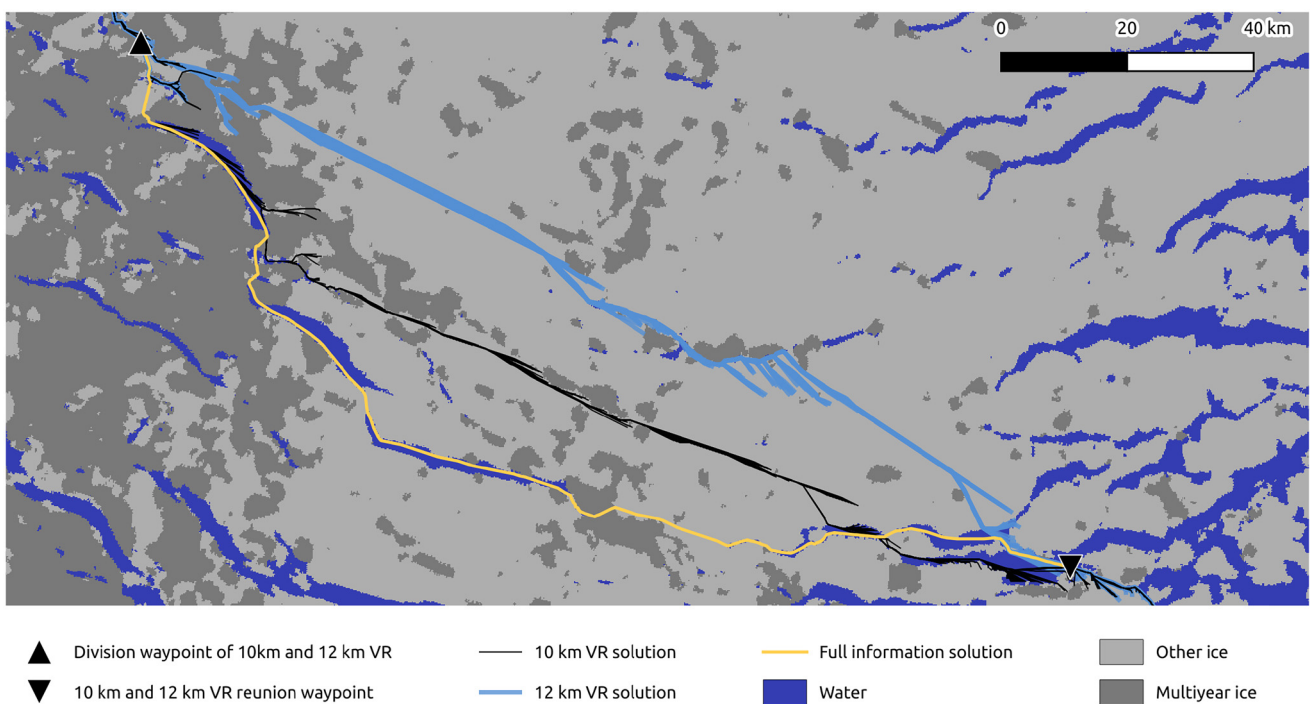 0 20 40 km
Division waypoint of 10km and 12 km VR
10 km VR solution
Full information solution
Other ice
10 km and 12 km VR reunion waypoint
12 km VR solution
Water
Multiyear ice